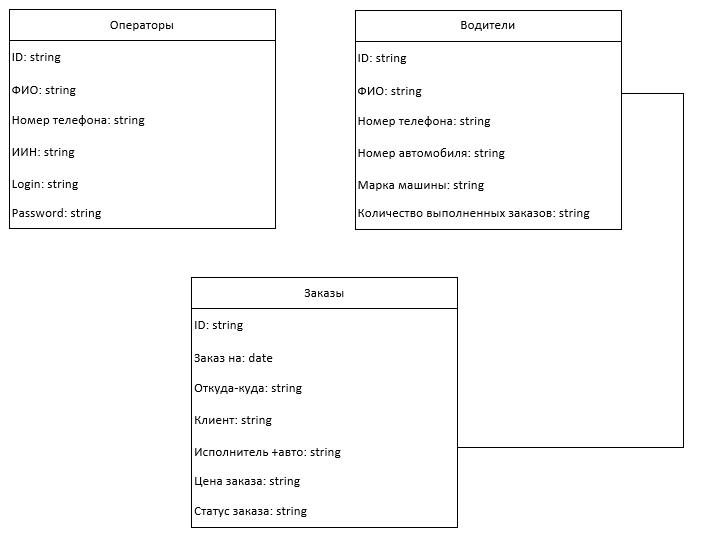 Операторы
ID: string
ФИО: string
Номер телефона: string
ИИН: string
Login: string
Password: string
Водители
ID: string
ФИО: string
Номер телефона: string
Номер автомобиля: string
Марка машины: string
Количество выполненных заказов: string
Заказы
ID: string
Заказ на: date
Откуда-куда: string
Клиент: string
Исполнитель +авто: string
Цена заказа: string
Статус заказа: string